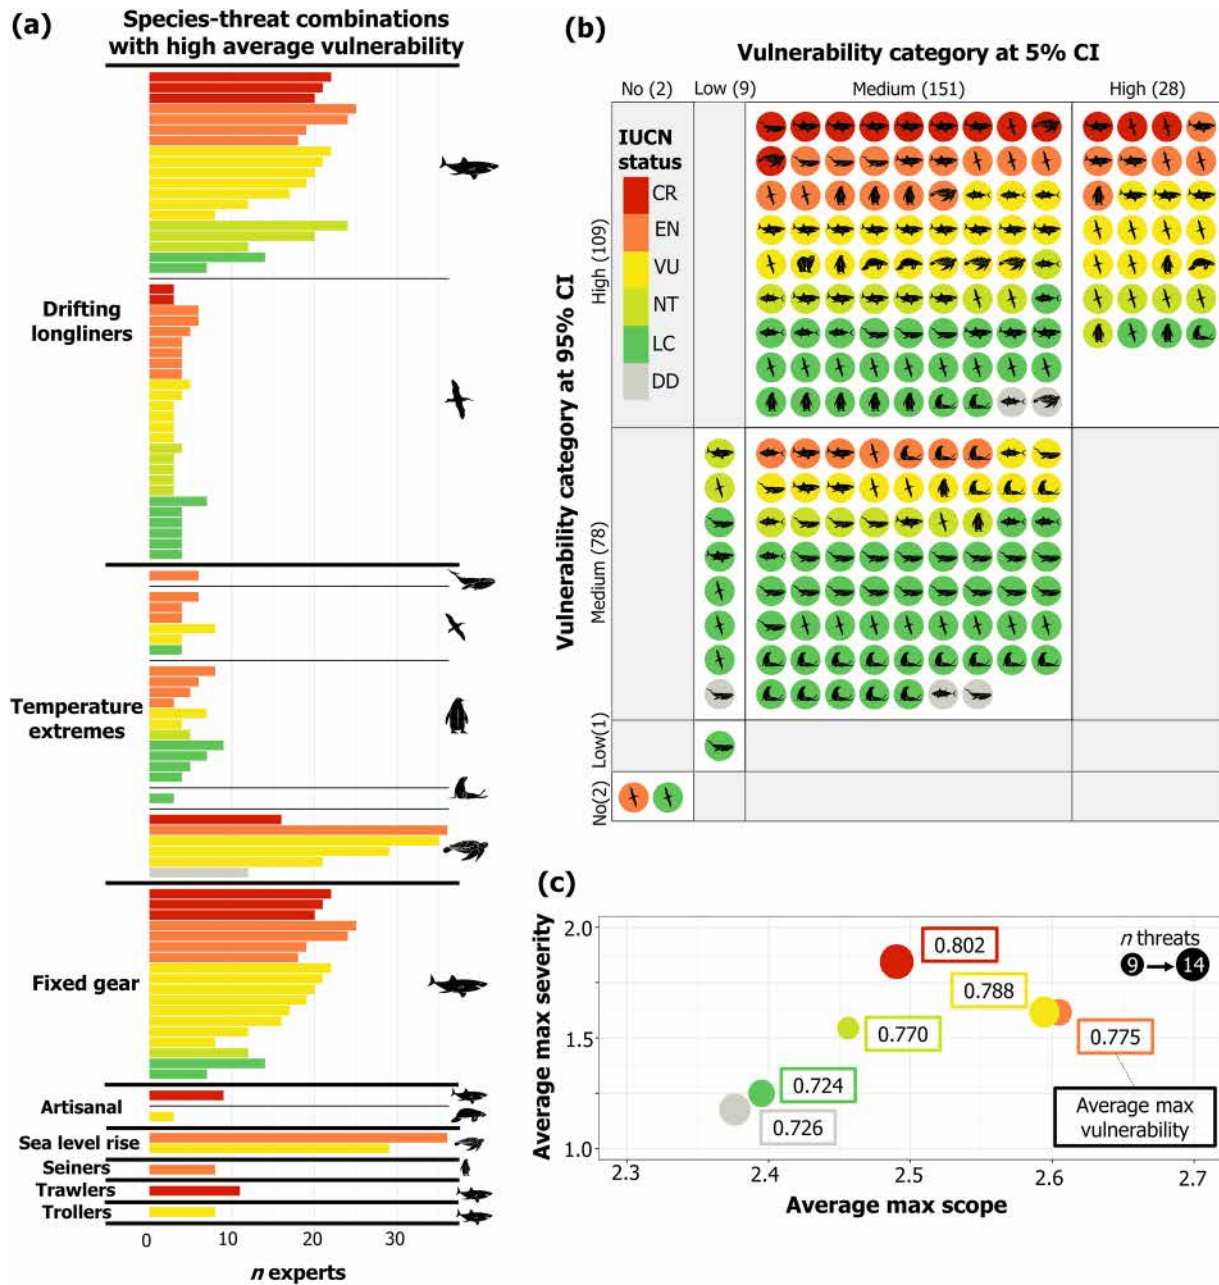 (a)
Species-threat combinations
with high average vulnerability
Drifting
longliners
Temperature
extremes
Fixed gear
Artisanal
Sea level rise
Seiners
Trawlers
Trollers
0 10 20 30
n experts
(b)
Vulnerability category at 5% CI
No (2) Low (9) Medium (151) High (28)
Vulnerability category at 95% CI
High (109)
Medium (78)
Low(1)
No(2)
IUCN
status
CR
EN
VU
NT
LC
DD
(c)
Average max severity
2.0
1.5
1.0
0.802
0.788
0.770
0.775
0.724
0.726
n threats
9 14
Average max
vulnerability
2.3 2.4 2.5 2.6 2.7
Average max scope